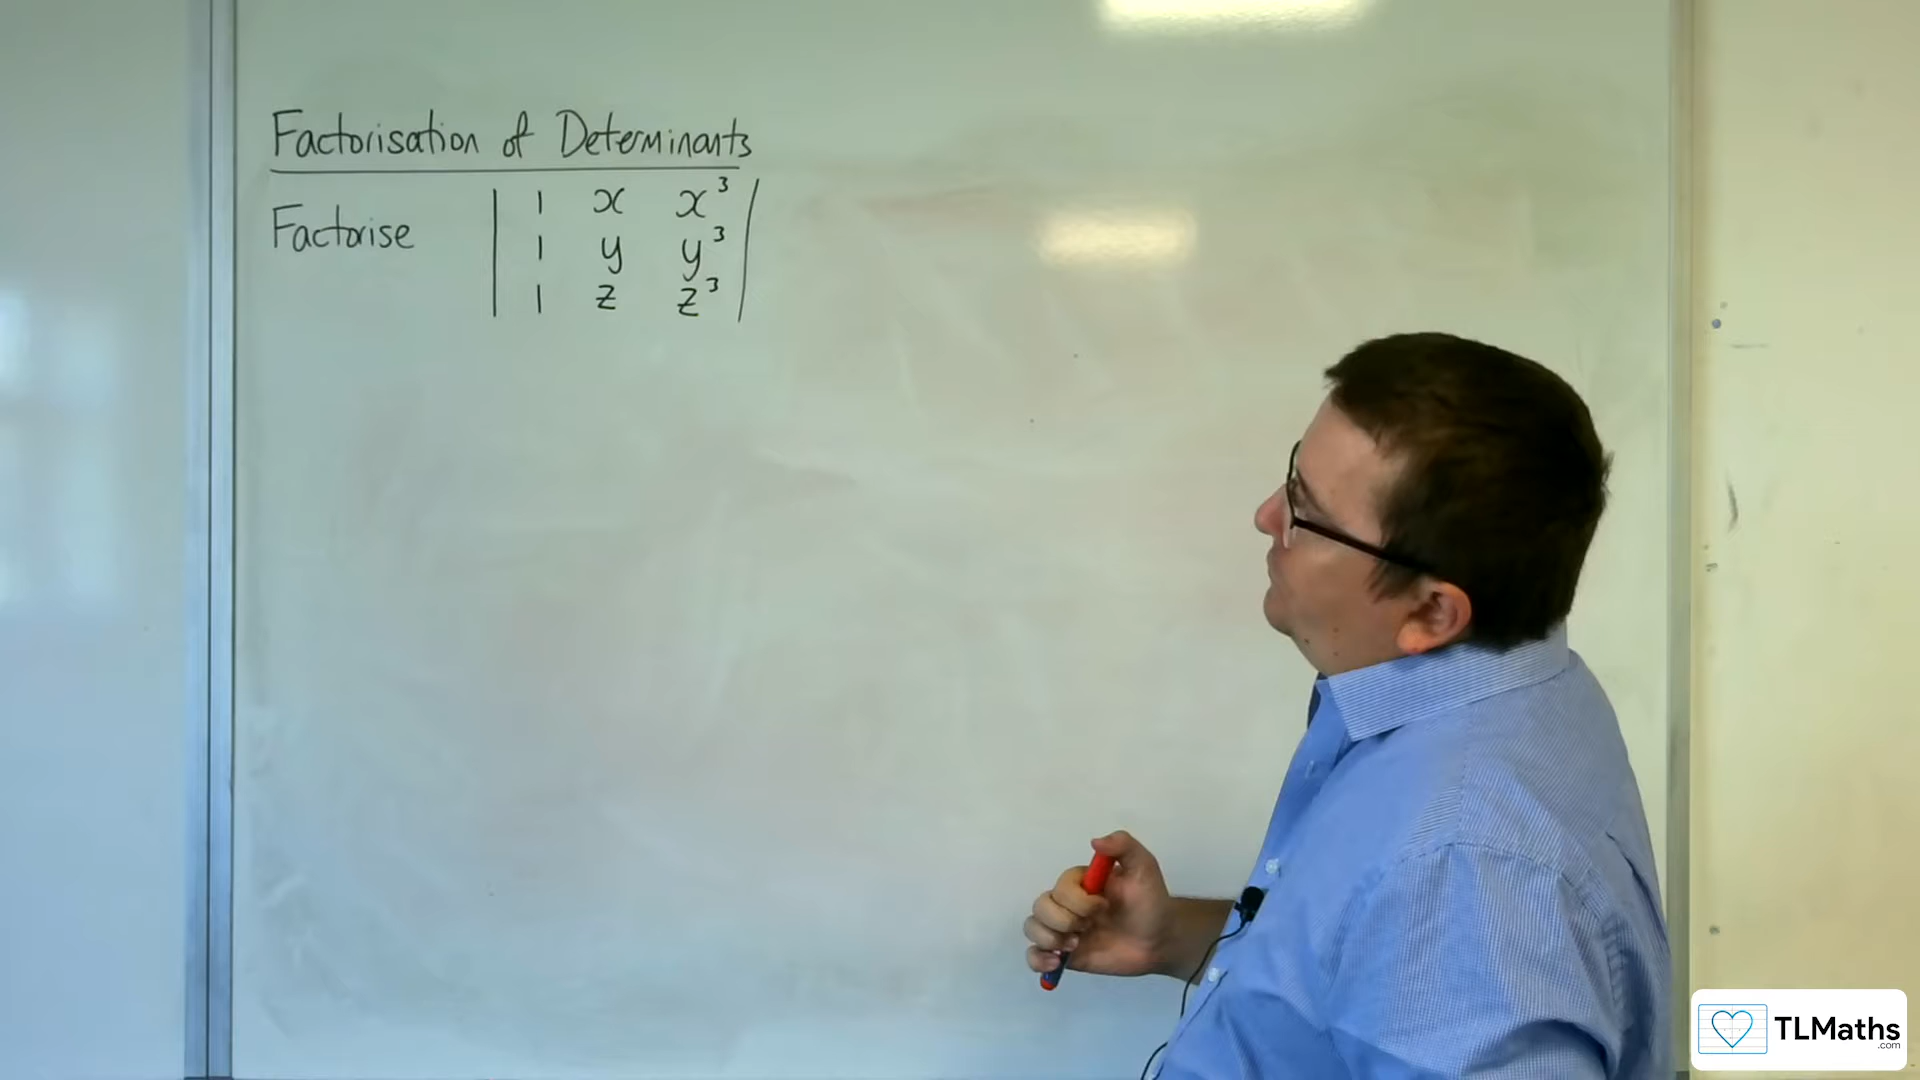 Factorisation of Determinants
Factorise
1 x x³
1 y y³
1 z z³
TLMaths
.com